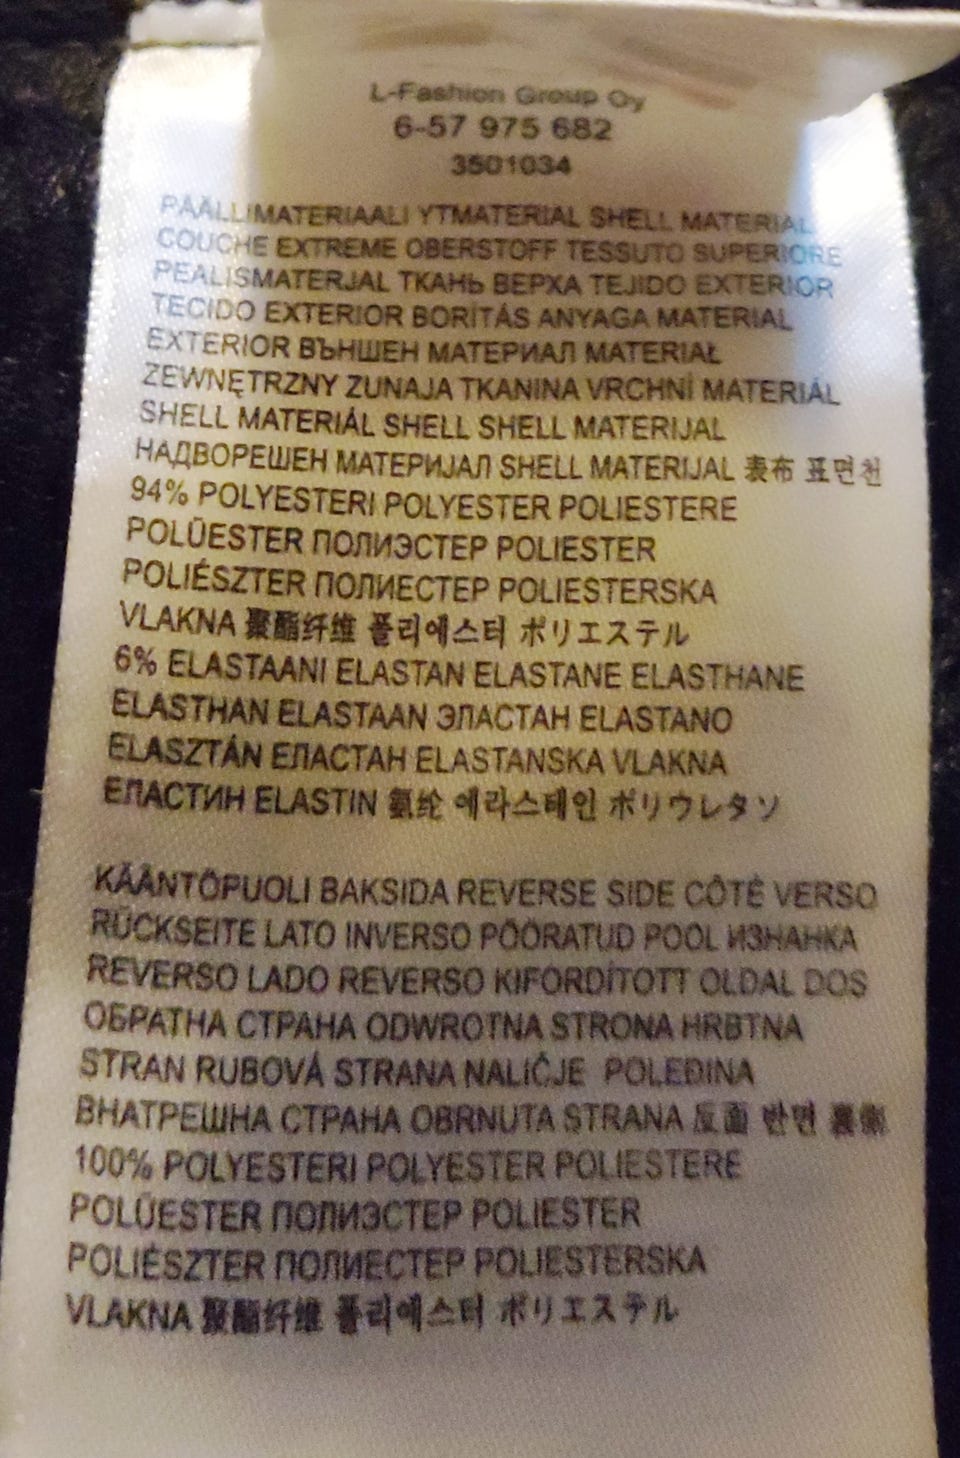 L-Fashion Group Oy
6-57 975 682
3501034
PÄÄLLIMATERIAALI YTMATERIAL SHELL MATERIAL
COUCHE EXTREME OBERSTOFF TESSUTO SUPERIORE
PEALISMATERJAL ТКАНЬ ВЕРХА TEJIDO EXTERIOR
TECIDO EXTERIOR BORÍTÁS ANYAGA MATERIAL
EXTERIOR ВЪНШЕН МАТЕРИАЛ MATERIAŁ
ZEWNĘTRZNY ZUNAJA TKANINA VRCHNÍ MATERIÁL
SHELL MATERIÁL SHELL SHELL MATERIJAL
НАДВОРЕШЕН МАТЕРИЈАЛ SHELL MATERIJAL 表布 표면천
94% POLYESTERI POLYESTER POLIESTERE
POLÜESTER ПОЛИЭСТЕР POLIESTER
POLIÉSZTER ПОЛИЕСТЕР POLIESTERSKA
VLAKNA 聚酯纤维 폴리에스터 ポリエステル
6% ELASTAANI ELASTAN ELASTANE ELASTHANE
ELASTHAN ELASTAAN ЭЛАСТАН ELASTANO
ELASZTÁN ЕЛАСТАН ELASTANSKA VLAKNA
ЕЛАСТИН ELASTIN 氨纶 에라스테인 ポリウレタソ
KÄÄNTÖPUOLI BAKSIDA REVERSE SIDE CÔTÉ VERSO
RÜCKSEITE LATO INVERSO PÖÖRATUD POOL ИЗНАНКА
REVERSO LADO REVERSO KIFORDÍTOTT OLDAL DOS
ОБРАТНА СТРАНА ODWROTNA STRONA HRBTNA
STRAN RUBOVÁ STRANA NALIČJE POLEĐINA
ВНАТРЕШНА СТРАНА OBRNUTA STRANA 反面 반면 裏側
100% POLYESTERI POLYESTER POLIESTERE
POLÜESTER ПОЛИЭСТЕР POLIESTER
POLIÉSZTER ПОЛИЕСТЕР POLIESTERSKA
VLAKNA 聚酯纤维 폴리에스터 ポリエステル